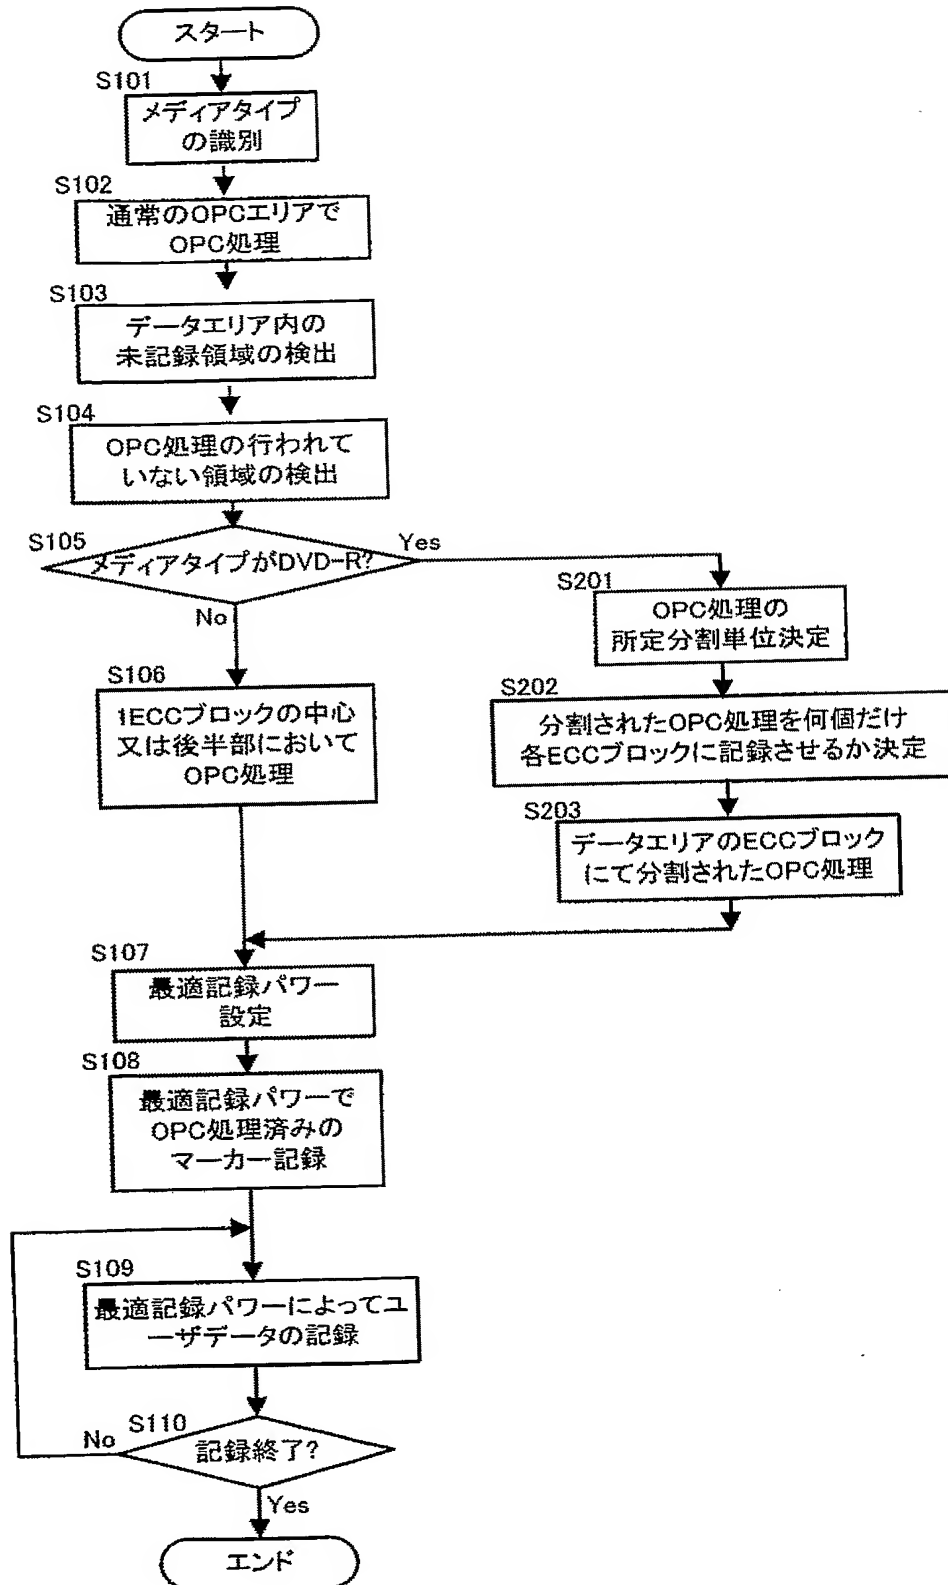 スタート
S101
メディアタイプ
の識別
S102
通常のOPCエリアで
OPC処理
S103
データエリア内の
未記録領域の検出
S104
OPC処理の行われて
いない領域の検出
S105
メディアタイプがDVD-R?
Yes
No
S201
OPC処理の
所定分割単位決定
S106
1ECCブロックの中心
又は後半部において
OPC処理
S202
分割されたOPC処理を何個だけ
各ECCブロックに記録させるか決定
S203
データエリアのECCブロック
にて分割されたOPC処理
S107
最適記録パワー
設定
S108
最適記録パワーで
OPC処理済みの
マーカー記録
S109
最適記録パワーによってユ
ーザデータの記録
S110
No
記録終了?
Yes
エンド